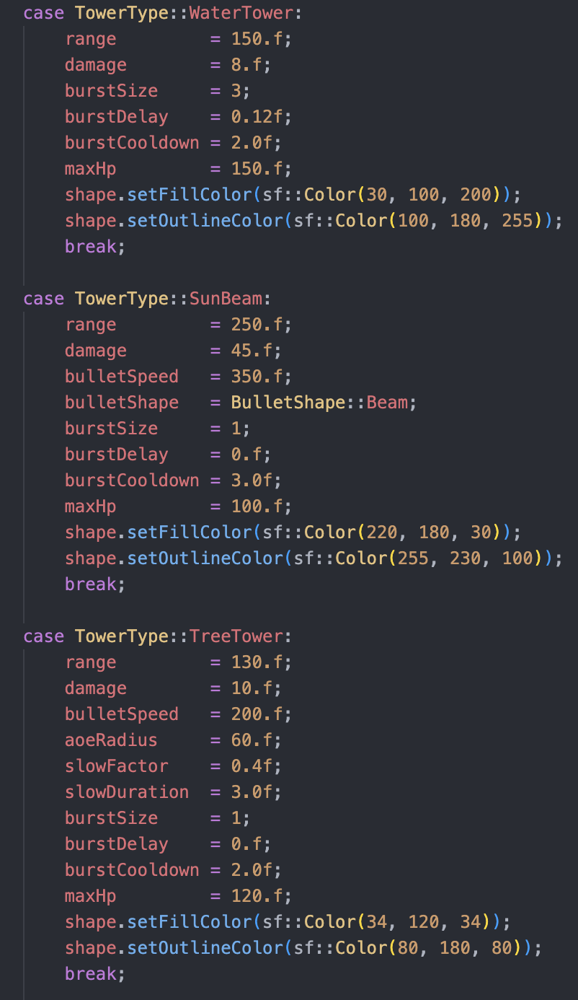 case TowerType::WaterTower:
    range         = 150.f;
    damage        = 8.f;
    burstSize     = 3;
    burstDelay    = 0.12f;
    burstCooldown = 2.0f;
    maxHp         = 150.f;
    shape.setFillColor(sf::Color(30, 100, 200));
    shape.setOutlineColor(sf::Color(100, 180, 255));
    break;

case TowerType::SunBeam:
    range         = 250.f;
    damage        = 45.f;
    bulletSpeed   = 350.f;
    bulletShape   = BulletShape::Beam;
    burstSize     = 1;
    burstDelay    = 0.f;
    burstCooldown = 3.0f;
    maxHp         = 100.f;
    shape.setFillColor(sf::Color(220, 180, 30));
    shape.setOutlineColor(sf::Color(255, 230, 100));
    break;

case TowerType::TreeTower:
    range         = 130.f;
    damage        = 10.f;
    bulletSpeed   = 200.f;
    aoeRadius     = 60.f;
    slowFactor    = 0.4f;
    slowDuration  = 3.0f;
    burstSize     = 1;
    burstDelay    = 0.f;
    burstCooldown = 2.0f;
    maxHp         = 120.f;
    shape.setFillColor(sf::Color(34, 120, 34));
    shape.setOutlineColor(sf::Color(80, 180, 80));
    break;